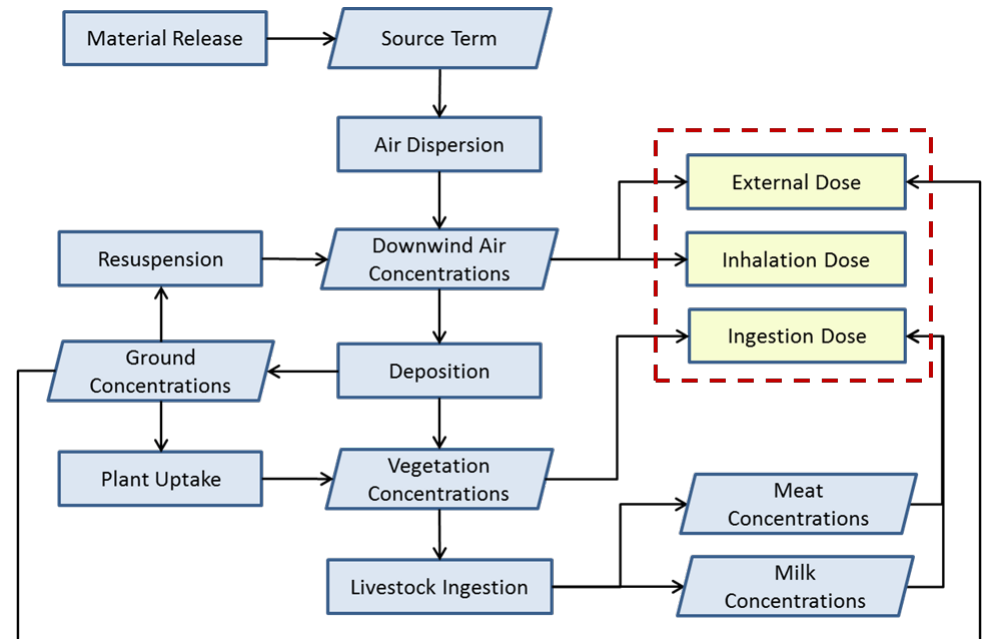 Material Release
Source Term
Air Dispersion
External Dose
Resuspension
Downwind Air
Concentrations
Inhalation Dose
Ingestion Dose
Ground
Concentrations
Deposition
Plant Uptake
Vegetation
Concentrations
Meat
Concentrations
Livestock Ingestion
Milk
Concentrations